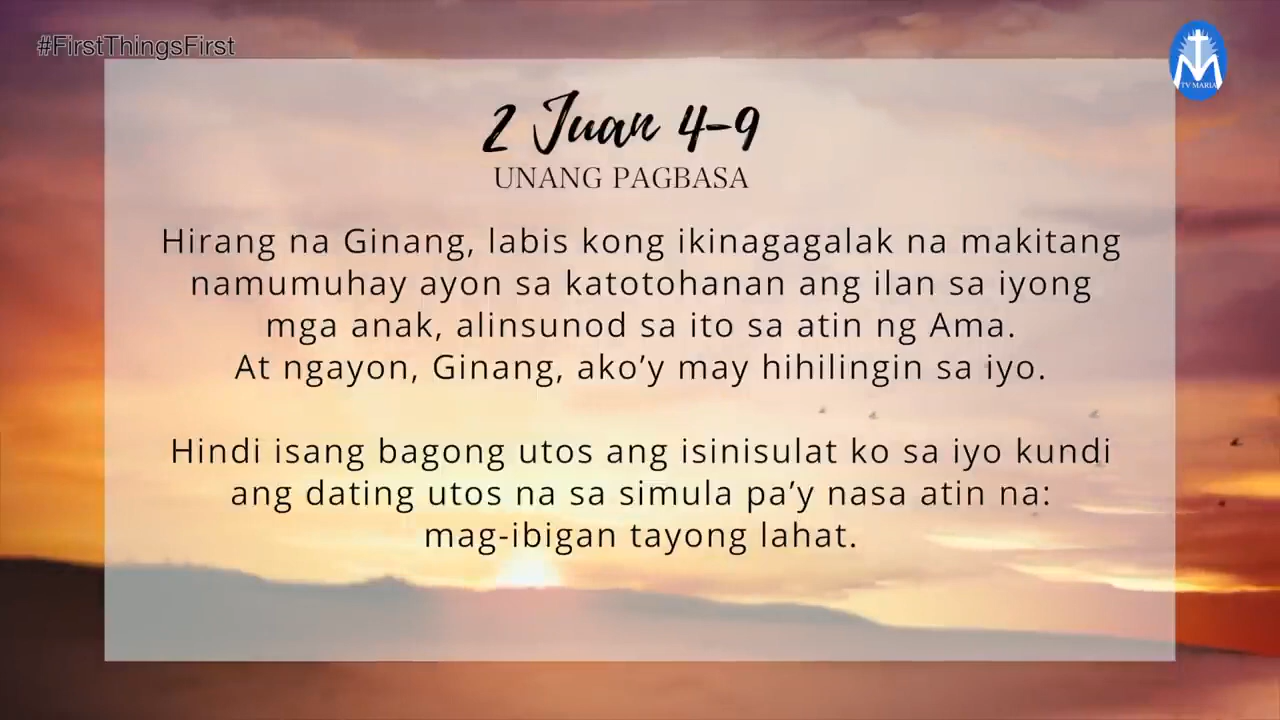 #FirstThingsFirst
TV MARIA
2 Juan 4-9
UNANG PAGBASA
Hirang na Ginang, labis kong ikinagagalak na makitang
namumuhay ayon sa katotohanan ang ilan sa iyong
mga anak, alinsunod sa ito sa atin ng Ama.
At ngayon, Ginang, ako’y may hihilingin sa iyo.
Hindi isang bagong utos ang isinisulat ko sa iyo kundi
ang dating utos na sa simula pa’y nasa atin na:
mag-ibigan tayong lahat.